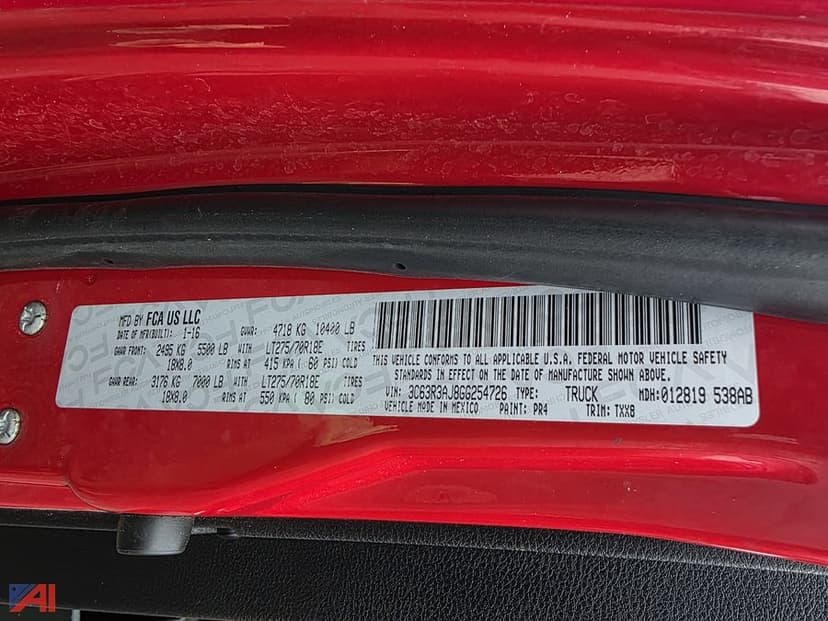 MFD BY FCA US LLC
DATE OF MFR(BUILT): 1-16 GVWR: 4718 KG 10400 LB
GAWR FRONT: 2495 KG 5500 LB WITH LT275/70R18E TIRES
18X8.0 RIMS AT 415 KPA ( 60 PSI) COLD
GAWR REAR: 3176 KG 7000 LB WITH LT275/70R18E TIRES
18X8.0 RIMS AT 550 KPA ( 80 PSI) COLD
THIS VEHICLE CONFORMS TO ALL APPLICABLE U.S.A. FEDERAL MOTOR VEHICLE SAFETY
STANDARDS IN EFFECT ON THE DATE OF MANUFACTURE SHOWN ABOVE.
VIN: 3C63R3AJ8GG254726 TYPE: TRUCK MDH: 012819 538AB
VEHICLE MADE IN MEXICO PAINT: PR4 TRIM: TXX8
AI